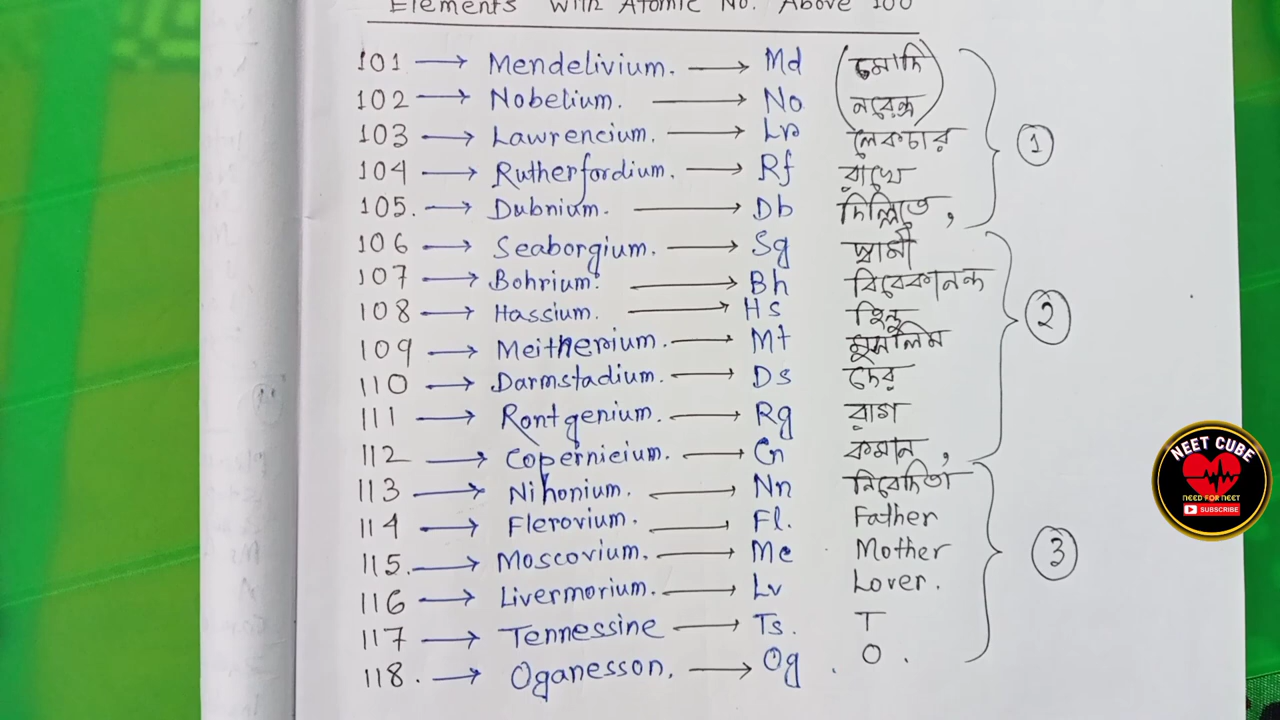 Elements With Atomic No. Above 100
101 → Mendelivium. → Md (মোদি
102 → Nobelium. → No নরেন্দ্র)
103 → Lawrencium. → Lr লেকচার
104 → Rutherfordium. → Rf রাখে
105. → Dubnium. → Db দিল্লিতে, ①
106 → Seaborgium. → Sg স্বামী
107 → Bohrium. → Bh বিবেকানন্দ
108 → Hassium. → Hs হিন্দু
109 → Meitherium. → Mt মুসলিম
110 → Darmstadium. → Ds দের
111 → Rontgenium. → Rg রাগ
112 → Copernicium. → Cn কমান, ②
113 → Nihonium. → Nn নিবেদিতা
114 → Flerovium. → Fl. Father
115. → Moscovium. → Mc Mother
116 → Livermorium. → Lv Lover.
117 → Tennessine → Ts. T
118. → Oganesson. → Og. O. ③
NEET CUBE
NEED FOR NEET
SUBSCRIBE